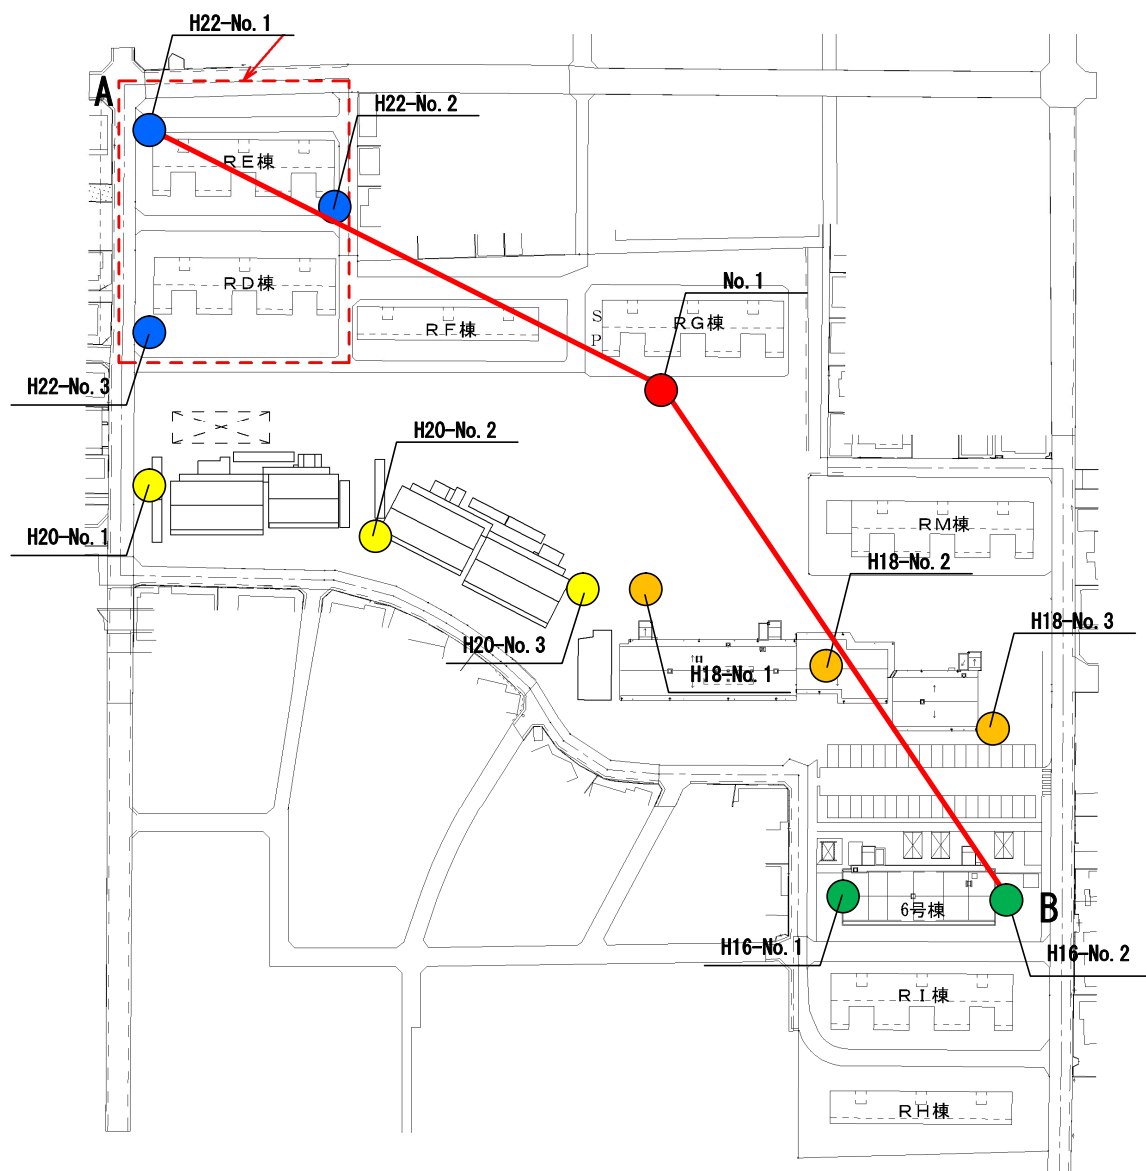 H22-No.1
A
H22-No.2
RE棟
RD棟
No.1
S
P
RF棟
RG棟
H22-No.3
H20-No.2
H20-No.1
RM棟
H18-No.2
H20-No.3
H18-No.3
H18-No.1
6号棟
B
H16-No.1
H16-No.2
RI棟
RH棟